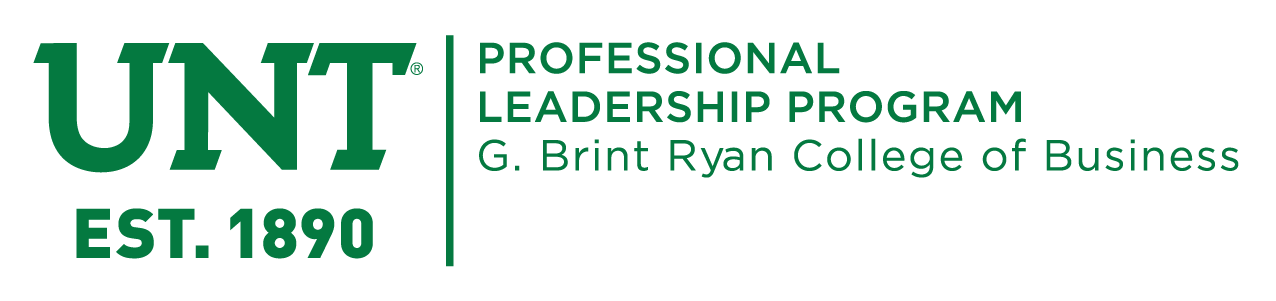 UNT®
EST. 1890
PROFESSIONAL
LEADERSHIP PROGRAM
G. Brint Ryan College of Business